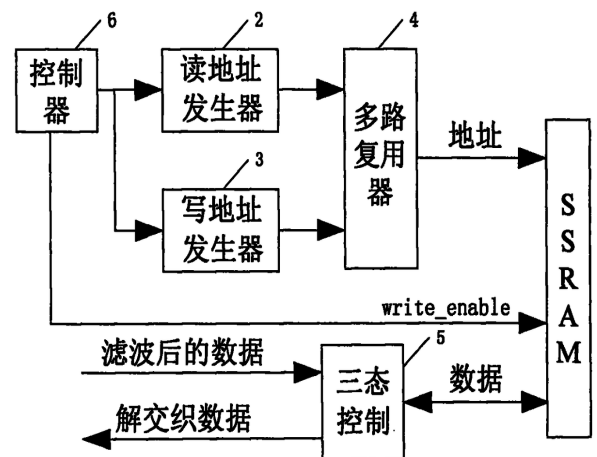 6
2
4
控制
器
读地址
发生器
3
写地址
发生器
多路
复用
器
地址
SSRAM
write_enable
5
滤波后的数据
三态
控制
数据
解交织数据